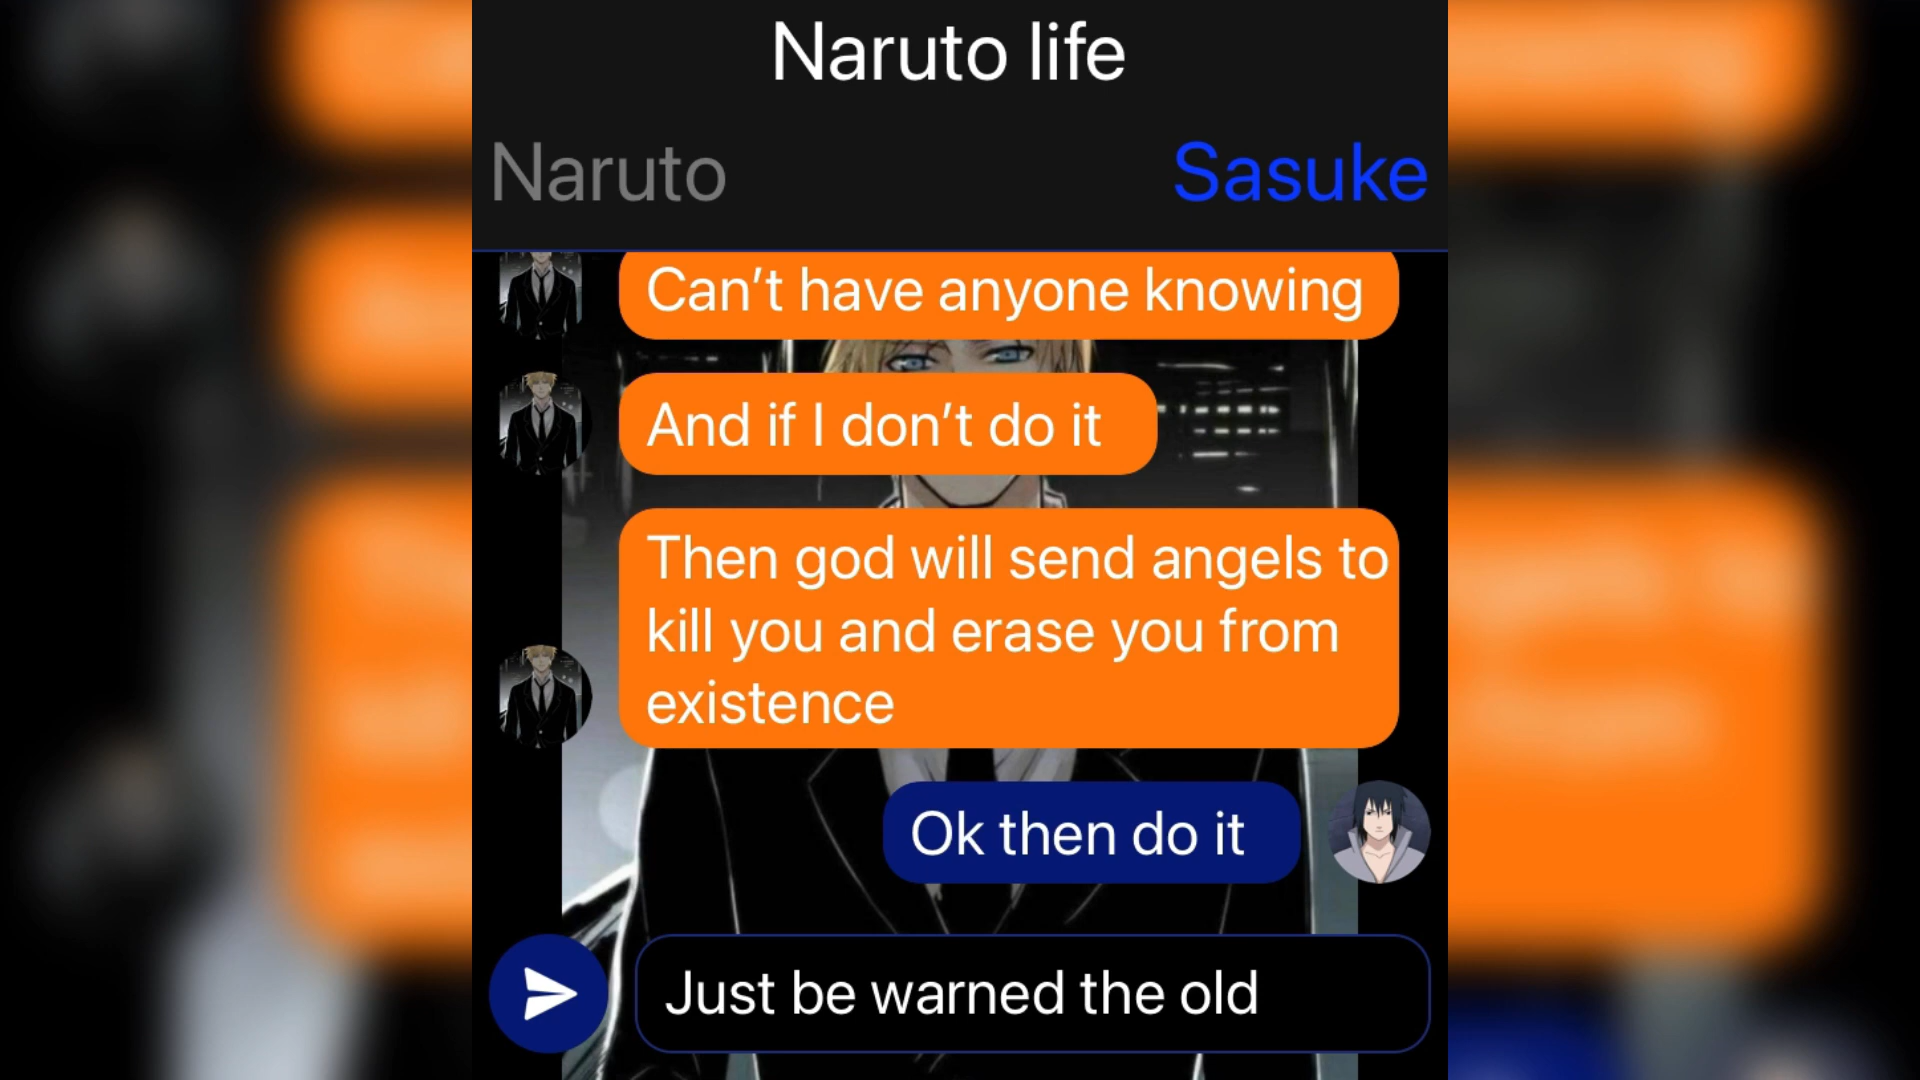 Naruto life
Naruto
Sasuke
Can’t have anyone knowing
And if I don’t do it
Then god will send angels to
kill you and erase you from
existence
Ok then do it
Just be warned the old